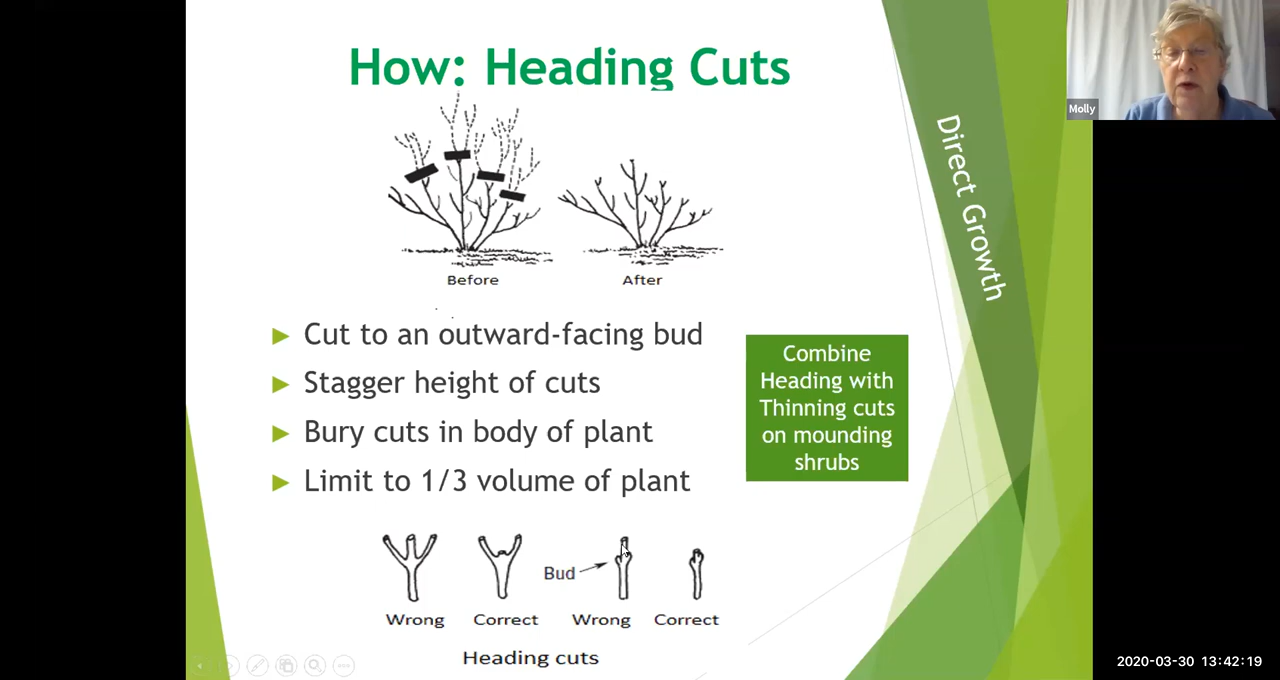 How: Heading Cuts
Molly
Direct Growth
Before
After
Cut to an outward-facing bud
Stagger height of cuts
Bury cuts in body of plant
Limit to 1/3 volume of plant
Combine
Heading with
Thinning cuts
on mounding
shrubs
Bud
Wrong
Correct
Wrong
Correct
Heading cuts
2020-03-30 13:42:19